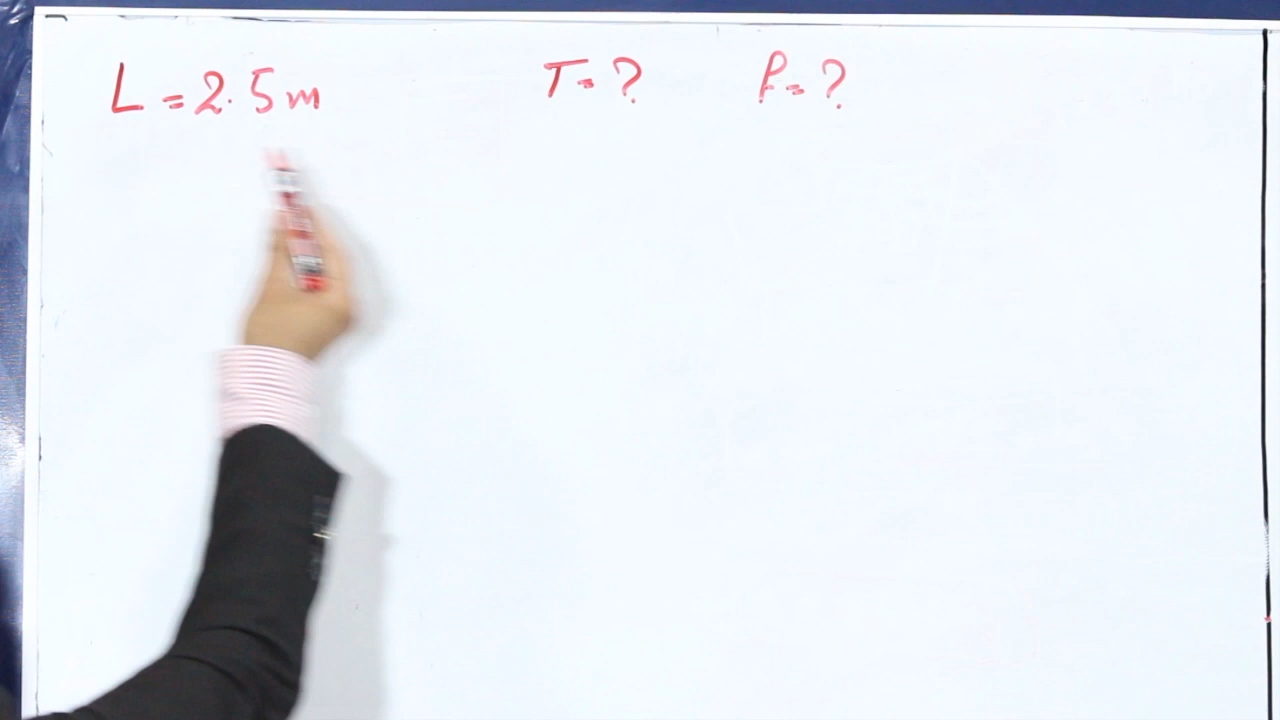 L = 2.5 m T = ? f = ?